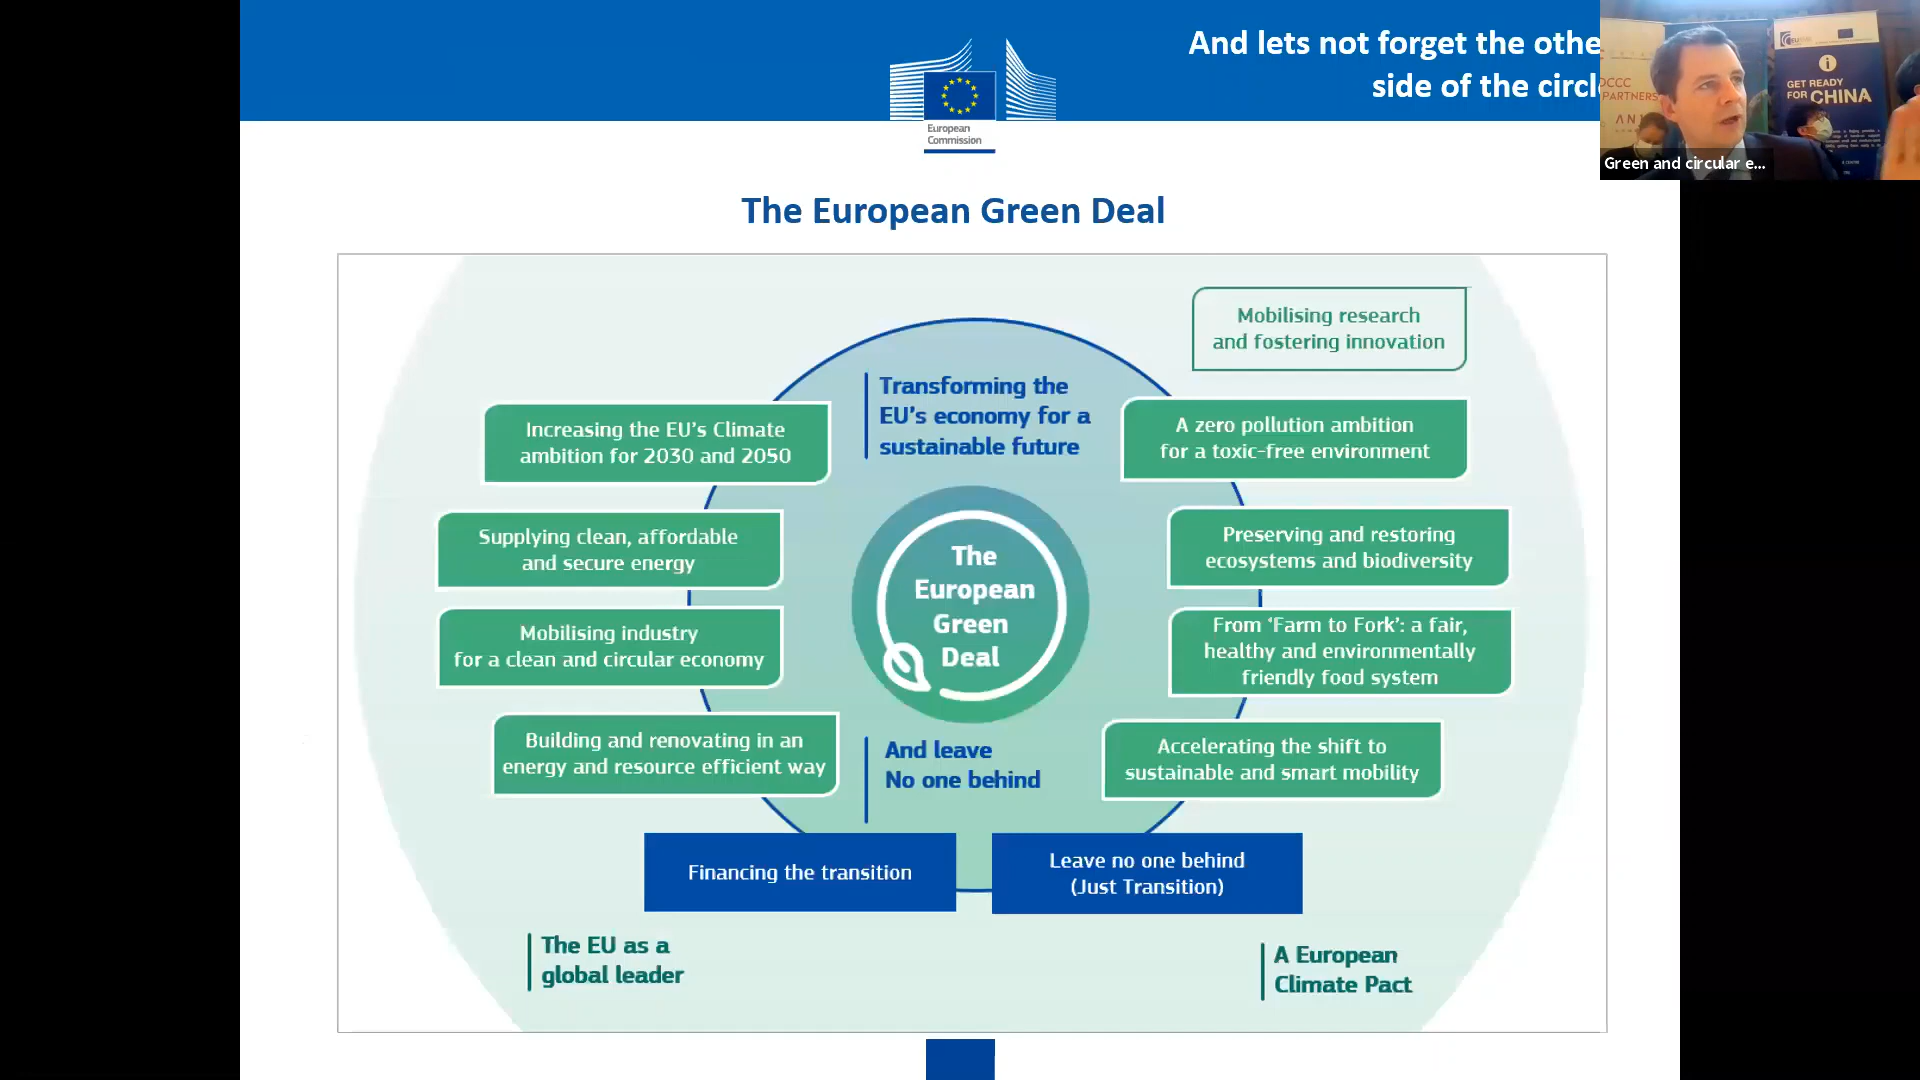 And lets not forget the othe
side of the circl
European
Commission
CCC
PARTNERS
GET READY
FOR CHINA
Green and circular e...
The European Green Deal
Mobilising research
and fostering innovation
Transforming the
EU's economy for a
sustainable future
Increasing the EU's Climate
ambition for 2030 and 2050
A zero pollution ambition
for a toxic-free environment
Supplying clean, affordable
and secure energy
Preserving and restoring
ecosystems and biodiversity
The
European
Green
Deal
Mobilising industry
for a clean and circular economy
From ‘Farm to Fork’: a fair,
healthy and environmentally
friendly food system
Building and renovating in an
energy and resource efficient way
And leave
No one behind
Accelerating the shift to
sustainable and smart mobility
Financing the transition
Leave no one behind
(Just Transition)
The EU as a
global leader
A European
Climate Pact